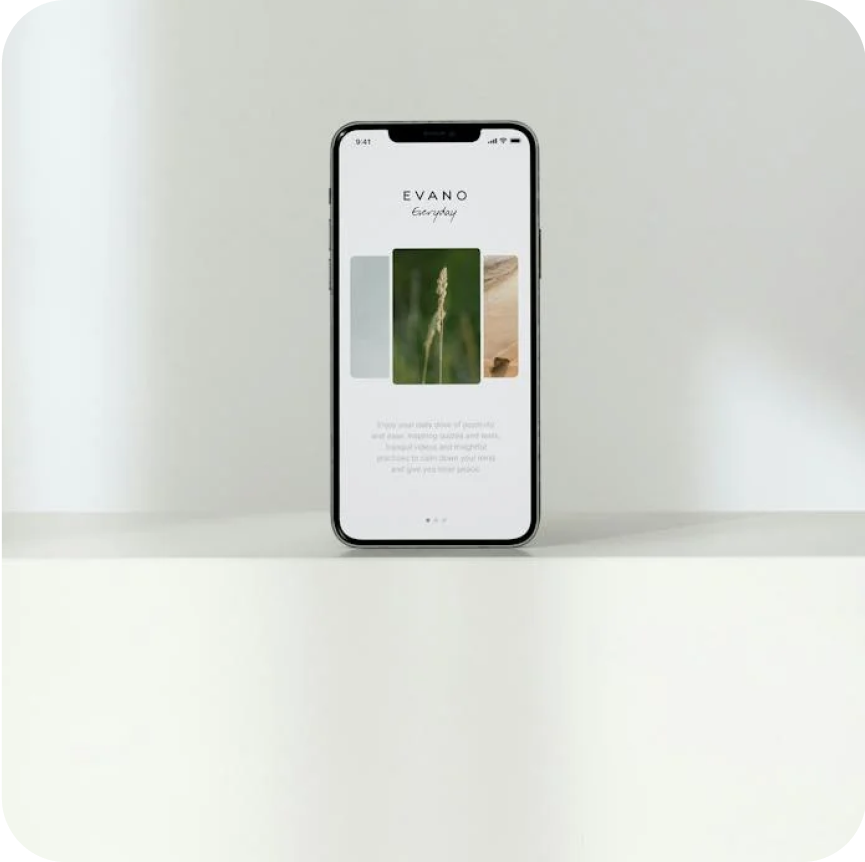 9:41
EVANO
Everyday
Enjoy your daily dose of positivity
and ease. Inspiring quotes and texts,
tranquil videos and insightful
practices to calm down your mind
and give you inner peace.